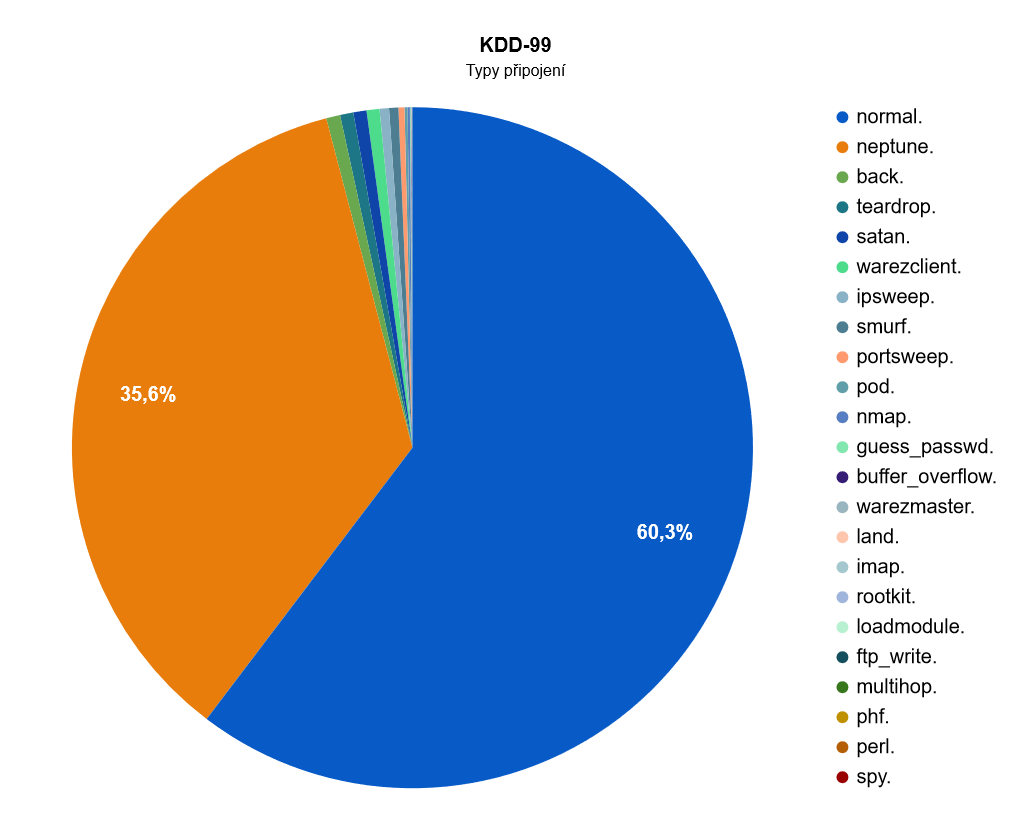 KDD-99
Typy připojení
normal.
neptune.
back.
teardrop.
satan.
warezclient.
ipsweep.
smurf.
portsweep.
pod.
nmap.
guess_passwd.
buffer_overflow.
warezmaster.
land.
imap.
rootkit.
loadmodule.
ftp_write.
multihop.
phf.
perl.
spy.
35,6%
60,3%